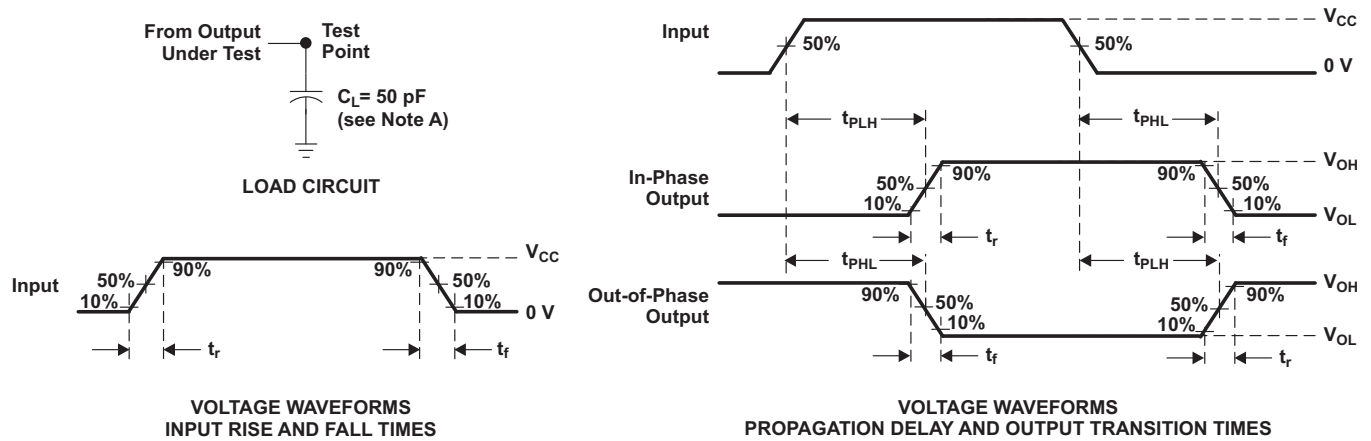 From Output
Under Test
Test
Point
C_L= 50 pF
(see Note A)
LOAD CIRCUIT
Input
10%
50%
90%
90%
50%
10%
V_CC
0 V
t_r
t_f
VOLTAGE WAVEFORMS
INPUT RISE AND FALL TIMES
Input
50%
50%
V_CC
0 V
t_PLH
t_PHL
In-Phase
Output
10%
50%
90%
90%
50%
10%
V_OH
V_OL
t_r
t_f
t_PHL
t_PLH
Out-of-Phase
Output
90%
50%
10%
10%
50%
90%
V_OH
V_OL
t_f
t_r
VOLTAGE WAVEFORMS
PROPAGATION DELAY AND OUTPUT TRANSITION TIMES